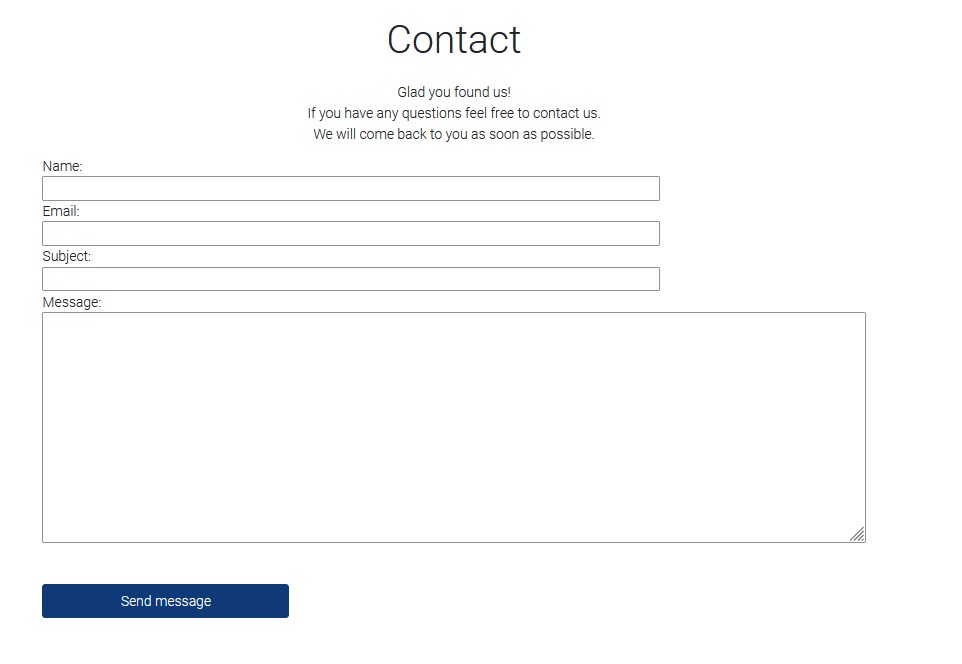 Contact
Glad you found us!
If you have any questions feel free to contact us.
We will come back to you as soon as possible.
Name:
Email:
Subject:
Message:
Send message